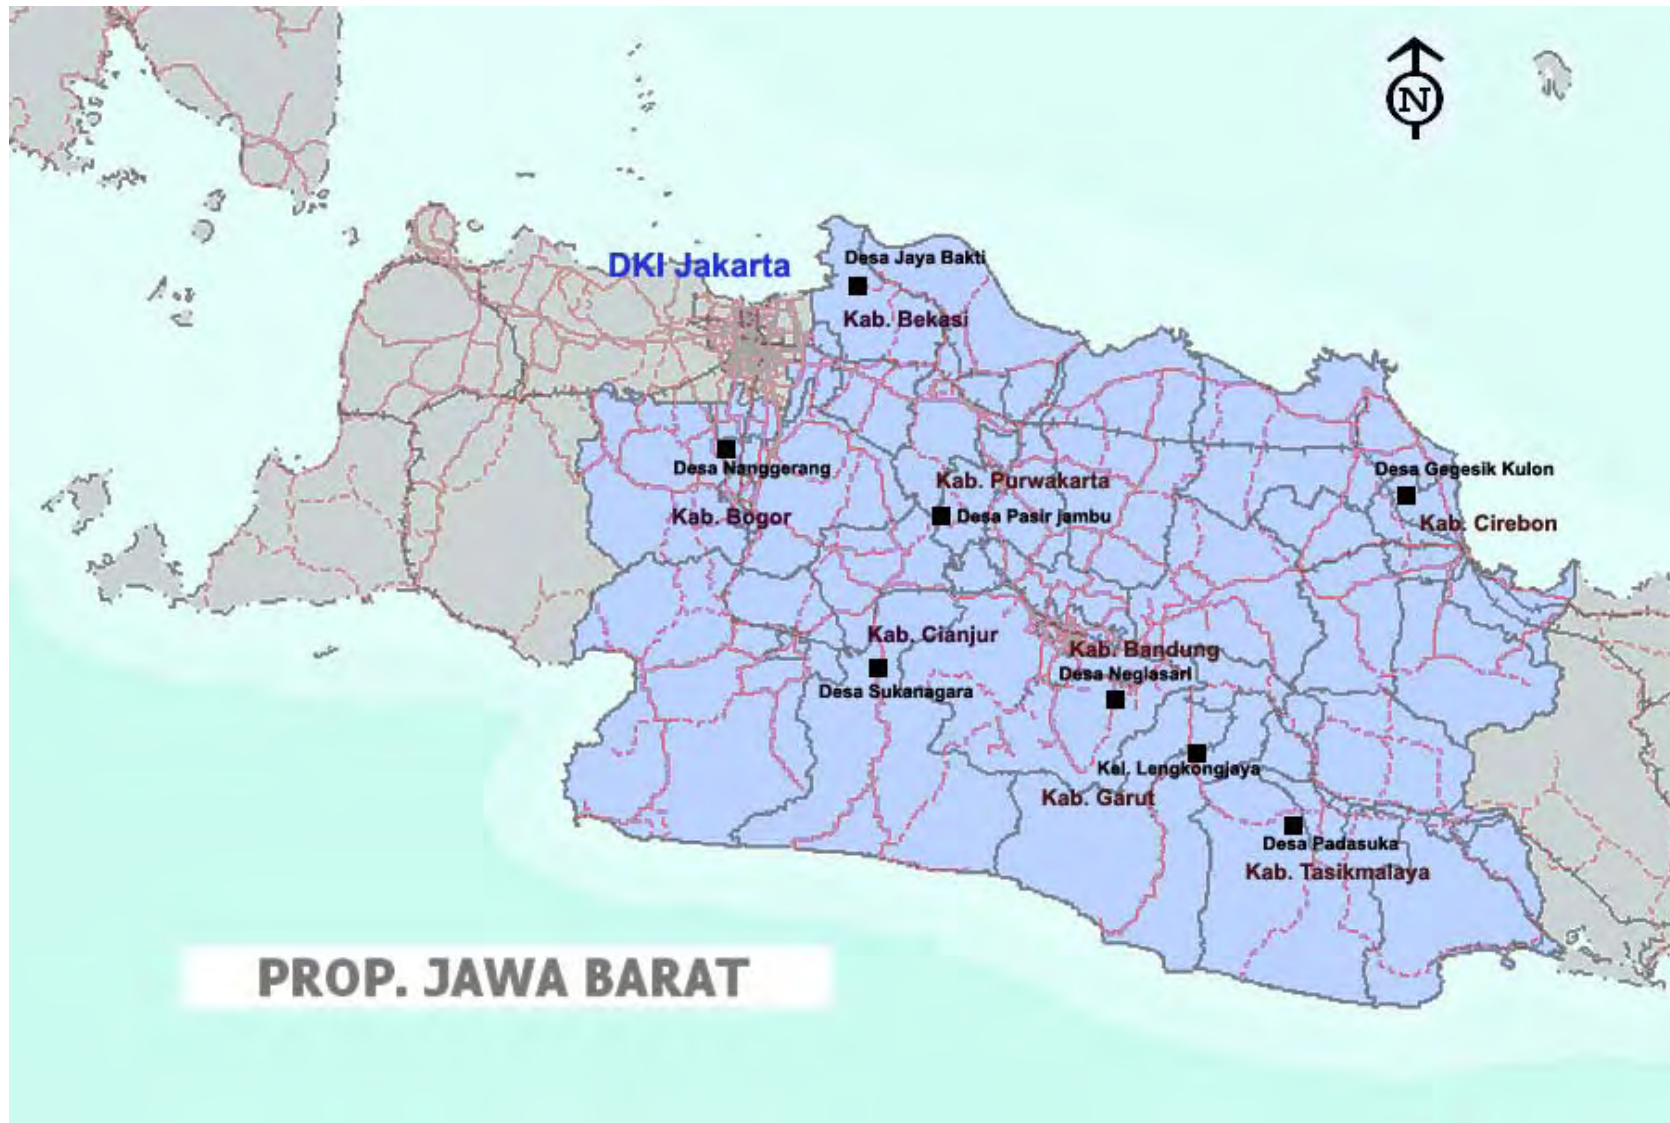 N
Desa Jaya Bakti
DKI Jakarta
Kab. Bekasi
Desa Nanggerang
Desa Gegesik Kulon
Kab. Purwakarta
Kab. Bogor
Desa Pasir jambu
Kab. Cirebon
Kab. Cianjur
Kab. Bandung
Desa Neglasari
Desa Sukanagara
Kel. Lengkongjaya
Kab. Garut
Desa Padasuka
Kab. Tasikmalaya
PROP. JAWA BARAT